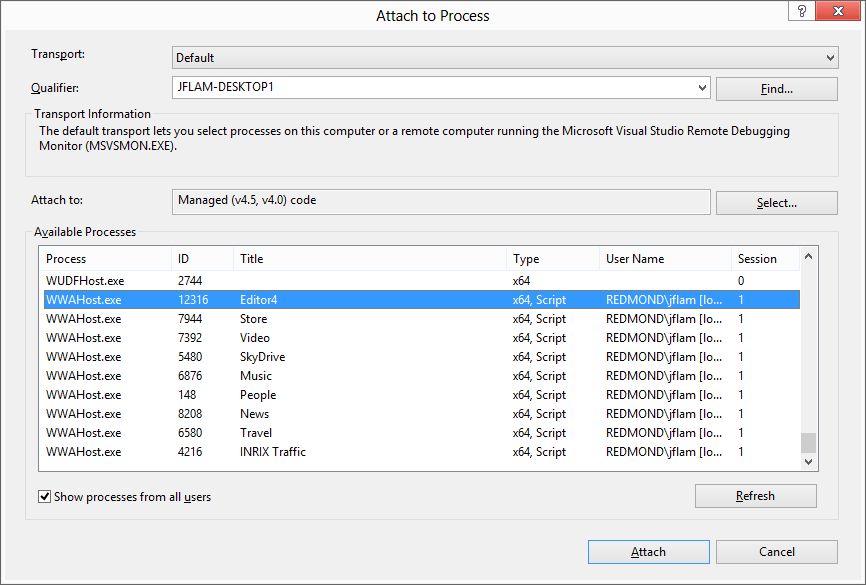 Attach to Process
?
Transport: Default
Qualifier: JFLAM-DESKTOP1 Find...
Transport Information
The default transport lets you select processes on this computer or a remote computer running the Microsoft Visual Studio Remote Debugging
Monitor (MSVSMON.EXE).
Attach to: Managed (v4.5, v4.0) code Select...
Available Processes
Process ID Title Type User Name Session
WUDFHost.exe 2744 x64 0
WWAHost.exe 12316 Editor4 x64, Script REDMOND\jflam [lo... 1
WWAHost.exe 7944 Store x64, Script REDMOND\jflam [lo... 1
WWAHost.exe 7392 Video x64, Script REDMOND\jflam [lo... 1
WWAHost.exe 5480 SkyDrive x64, Script REDMOND\jflam [lo... 1
WWAHost.exe 6876 Music x64, Script REDMOND\jflam [lo... 1
WWAHost.exe 148 People x64, Script REDMOND\jflam [lo... 1
WWAHost.exe 8208 News x64, Script REDMOND\jflam [lo... 1
WWAHost.exe 6580 Travel x64, Script REDMOND\jflam [lo... 1
WWAHost.exe 4216 INRIX Traffic x64, Script REDMOND\jflam [lo... 1
Show processes from all users Refresh
Attach Cancel